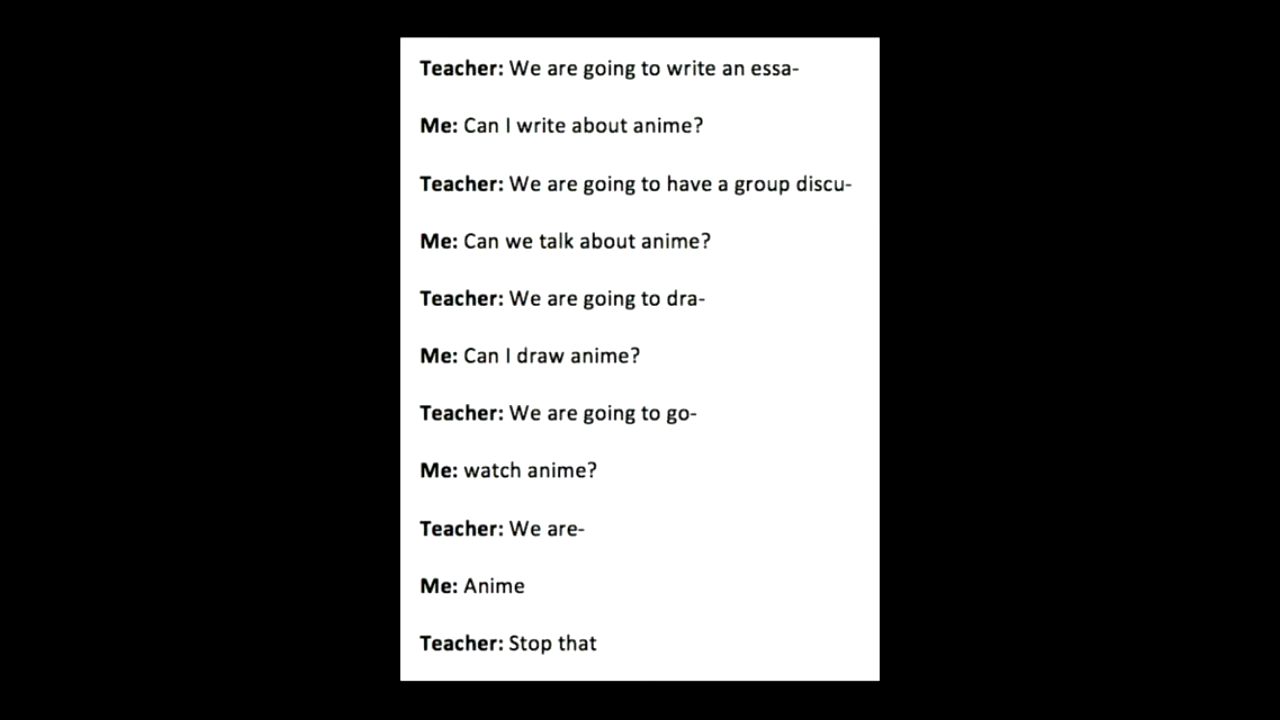 Teacher: We are going to write an essa-
Me: Can I write about anime?
Teacher: We are going to have a group discu-
Me: Can we talk about anime?
Teacher: We are going to dra-
Me: Can I draw anime?
Teacher: We are going to go-
Me: watch anime?
Teacher: We are-
Me: Anime
Teacher: Stop that